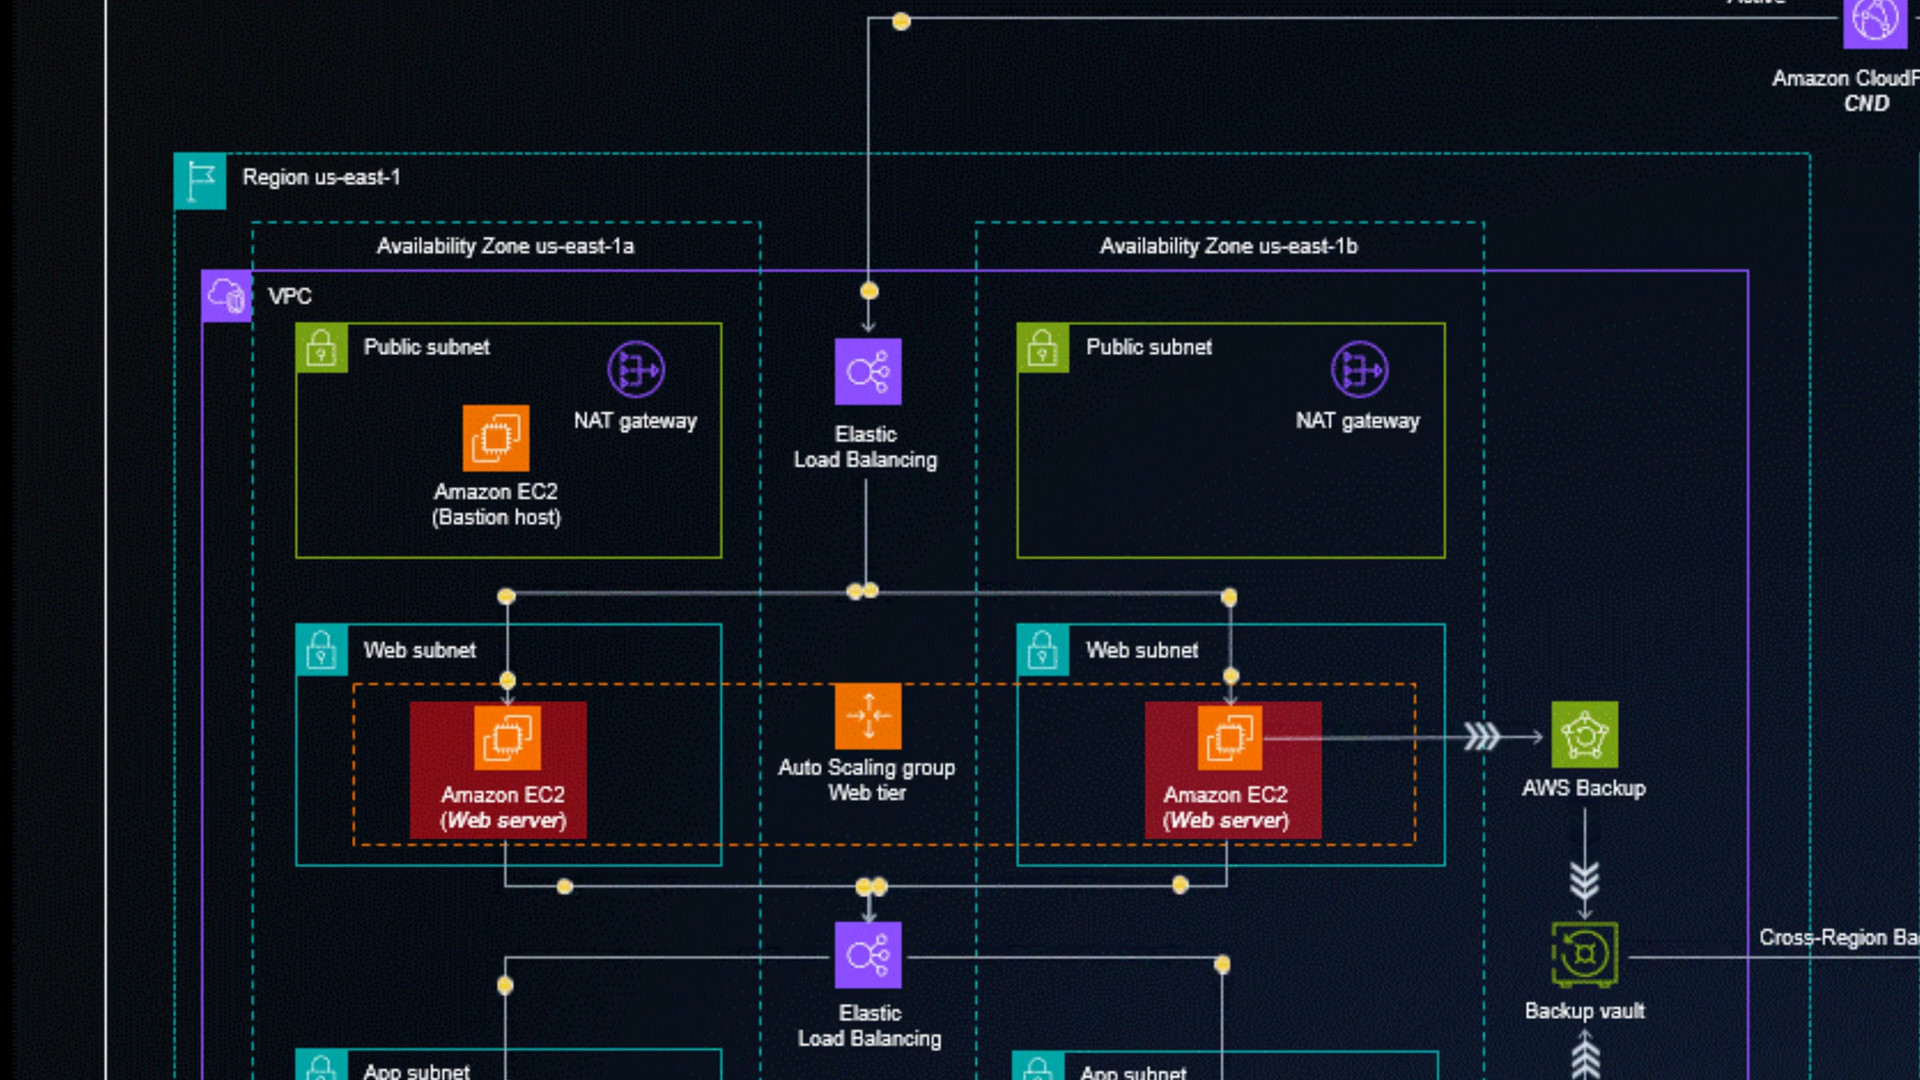 Active
Amazon CloudF
CND
Region us-east-1
Availability Zone us-east-1a
Availability Zone us-east-1b
VPC
Public subnet
NAT gateway
Amazon EC2
(Bastion host)
Elastic
Load Balancing
Public subnet
NAT gateway
Web subnet
Web subnet
Amazon EC2
(Web server)
Auto Scaling group
Web tier
Amazon EC2
(Web server)
AWS Backup
Cross-Region Ba
Backup vault
Elastic
Load Balancing
App subnet
App subnet